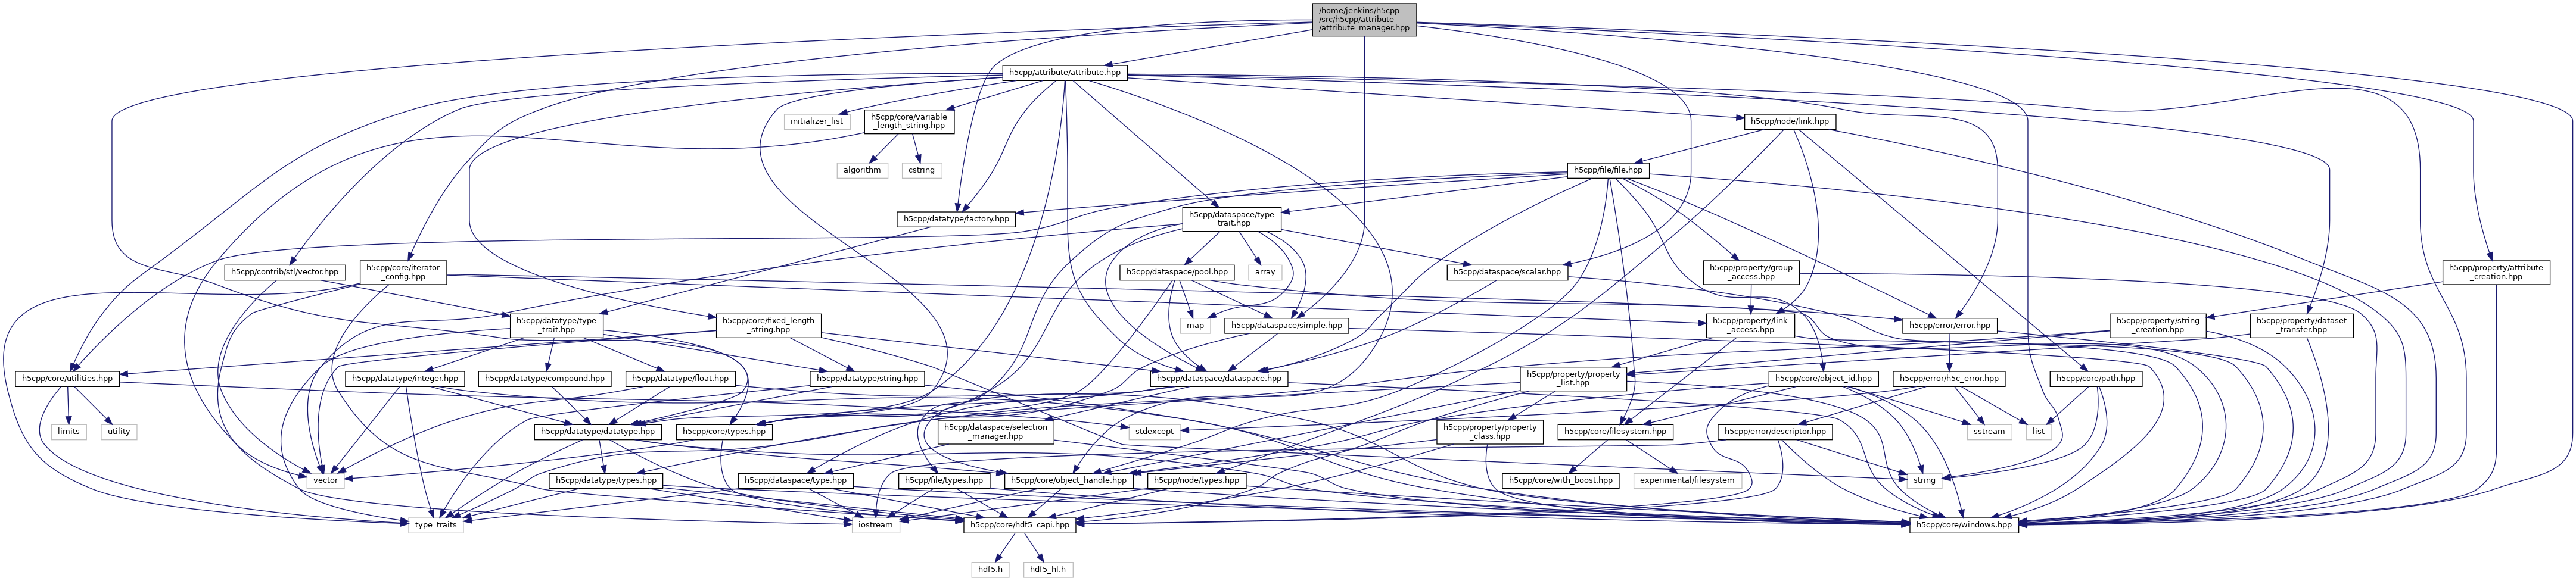 /home/jenkins/h5cpp
/src/h5cpp/attribute
/attribute_manager.hpp
h5cpp/attribute/attribute.hpp
initializer_list
h5cpp/core/variable
_length_string.hpp
h5cpp/node/link.hpp
algorithm
cstring
h5cpp/file/file.hpp
h5cpp/datatype/factory.hpp
h5cpp/dataspace/type
_trait.hpp
h5cpp/contrib/stl/vector.hpp
h5cpp/core/iterator
_config.hpp
h5cpp/dataspace/pool.hpp
array
h5cpp/dataspace/scalar.hpp
h5cpp/property/group
_access.hpp
h5cpp/property/attribute
_creation.hpp
h5cpp/datatype/type
_trait.hpp
h5cpp/core/fixed_length
_string.hpp
map
h5cpp/dataspace/simple.hpp
h5cpp/property/link
_access.hpp
h5cpp/error/error.hpp
h5cpp/property/string
_creation.hpp
h5cpp/property/dataset
_transfer.hpp
h5cpp/core/utilities.hpp
h5cpp/datatype/integer.hpp
h5cpp/datatype/compound.hpp
h5cpp/datatype/float.hpp
h5cpp/datatype/string.hpp
h5cpp/dataspace/dataspace.hpp
h5cpp/property/property
_list.hpp
h5cpp/core/object_id.hpp
h5cpp/error/h5c_error.hpp
h5cpp/core/path.hpp
limits
utility
h5cpp/datatype/datatype.hpp
h5cpp/core/types.hpp
h5cpp/dataspace/selection
_manager.hpp
stdexcept
h5cpp/property/property
_class.hpp
h5cpp/core/filesystem.hpp
h5cpp/error/descriptor.hpp
sstream
list
vector
h5cpp/datatype/types.hpp
h5cpp/dataspace/type.hpp
h5cpp/file/types.hpp
h5cpp/core/object_handle.hpp
h5cpp/node/types.hpp
h5cpp/core/with_boost.hpp
experimental/filesystem
string
type_traits
iostream
h5cpp/core/hdf5_capi.hpp
h5cpp/core/windows.hpp
hdf5.h
hdf5_hl.h